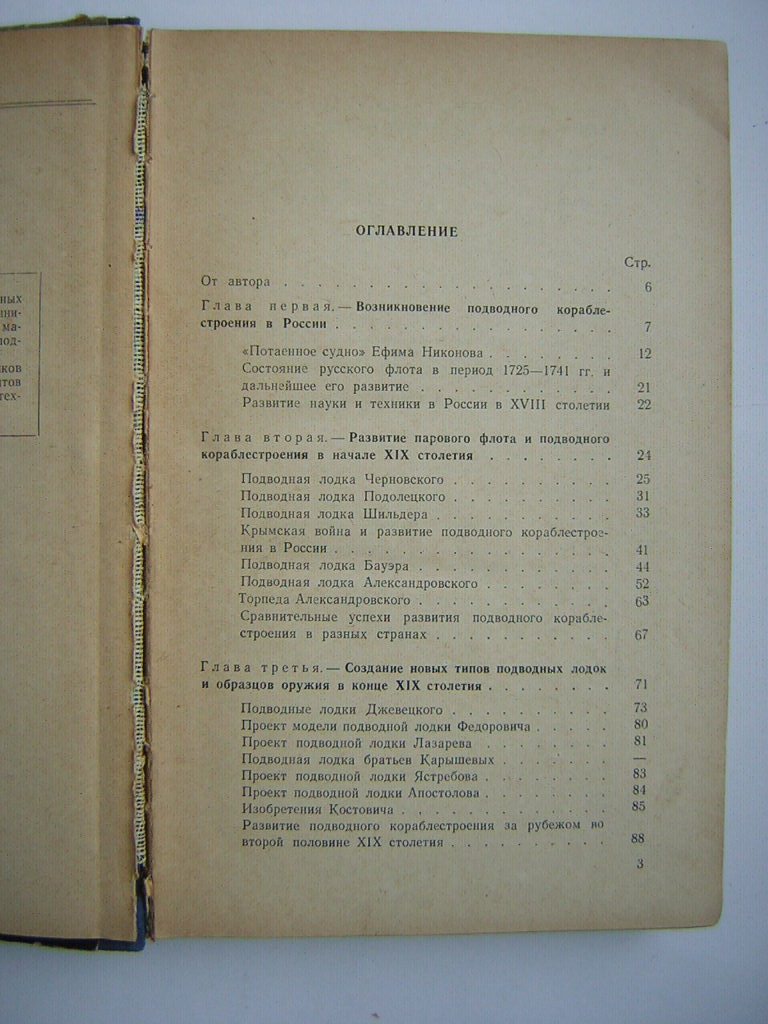 ных
ма-
ков
тов
тех-
ОГЛАВЛЕНИЕ
Стр.
От автора . . . . . . . . . . . . . . . . . . . . 6
Глава первая. — Возникновение подводного корабле-
строения в России . . . . . . . . . . . . . . . . . 7
«Потаенное судно» Ефима Никонова . . . . . . . . 12
Состояние русского флота в период 1725—1741 гг. и
дальнейшее его развитие . . . . . . . . . . . . 21
Развитие науки и техники в России в XVIII столетии 22
Глава вторая. — Развитие парового флота и подводного
кораблестроения в начале XIX столетия . . . . . . . . 24
Подводная лодка Черновского . . . . . . . . . . 25
Подводная лодка Подолецкого . . . . . . . . . . 31
Подводная лодка Шильдера . . . . . . . . . . . 33
Крымская война и развитие подводного кораблестрое-
ния в России . . . . . . . . . . . . . . . . . 41
Подводная лодка Бауэра . . . . . . . . . . . . 44
Подводная лодка Александровского . . . . . . . . 52
Торпеда Александровского . . . . . . . . . . . . 63
Сравнительные успехи развития подводного корабле-
строения в разных странах . . . . . . . . . . . 67
Глава третья. — Создание новых типов подводных лодок
и образцов оружия в конце XIX столетия . . . . . . . . 71
Подводные лодки Джевецкого . . . . . . . . . . 73
Проект модели подводной лодки Федоровича . . . . . 80
Проект подводной лодки Лазарева . . . . . . . . 81
Подводная лодка братьев Карышевых . . . . . . . —
Проект подводной лодки Ястребова . . . . . . . . 83
Проект подводной лодки Апостолова . . . . . . . . 84
Изобретения Костовича . . . . . . . . . . . . . 85
Развитие подводного кораблестроения за рубежом во
второй половине XIX столетия . . . . . . . . . . 88
3